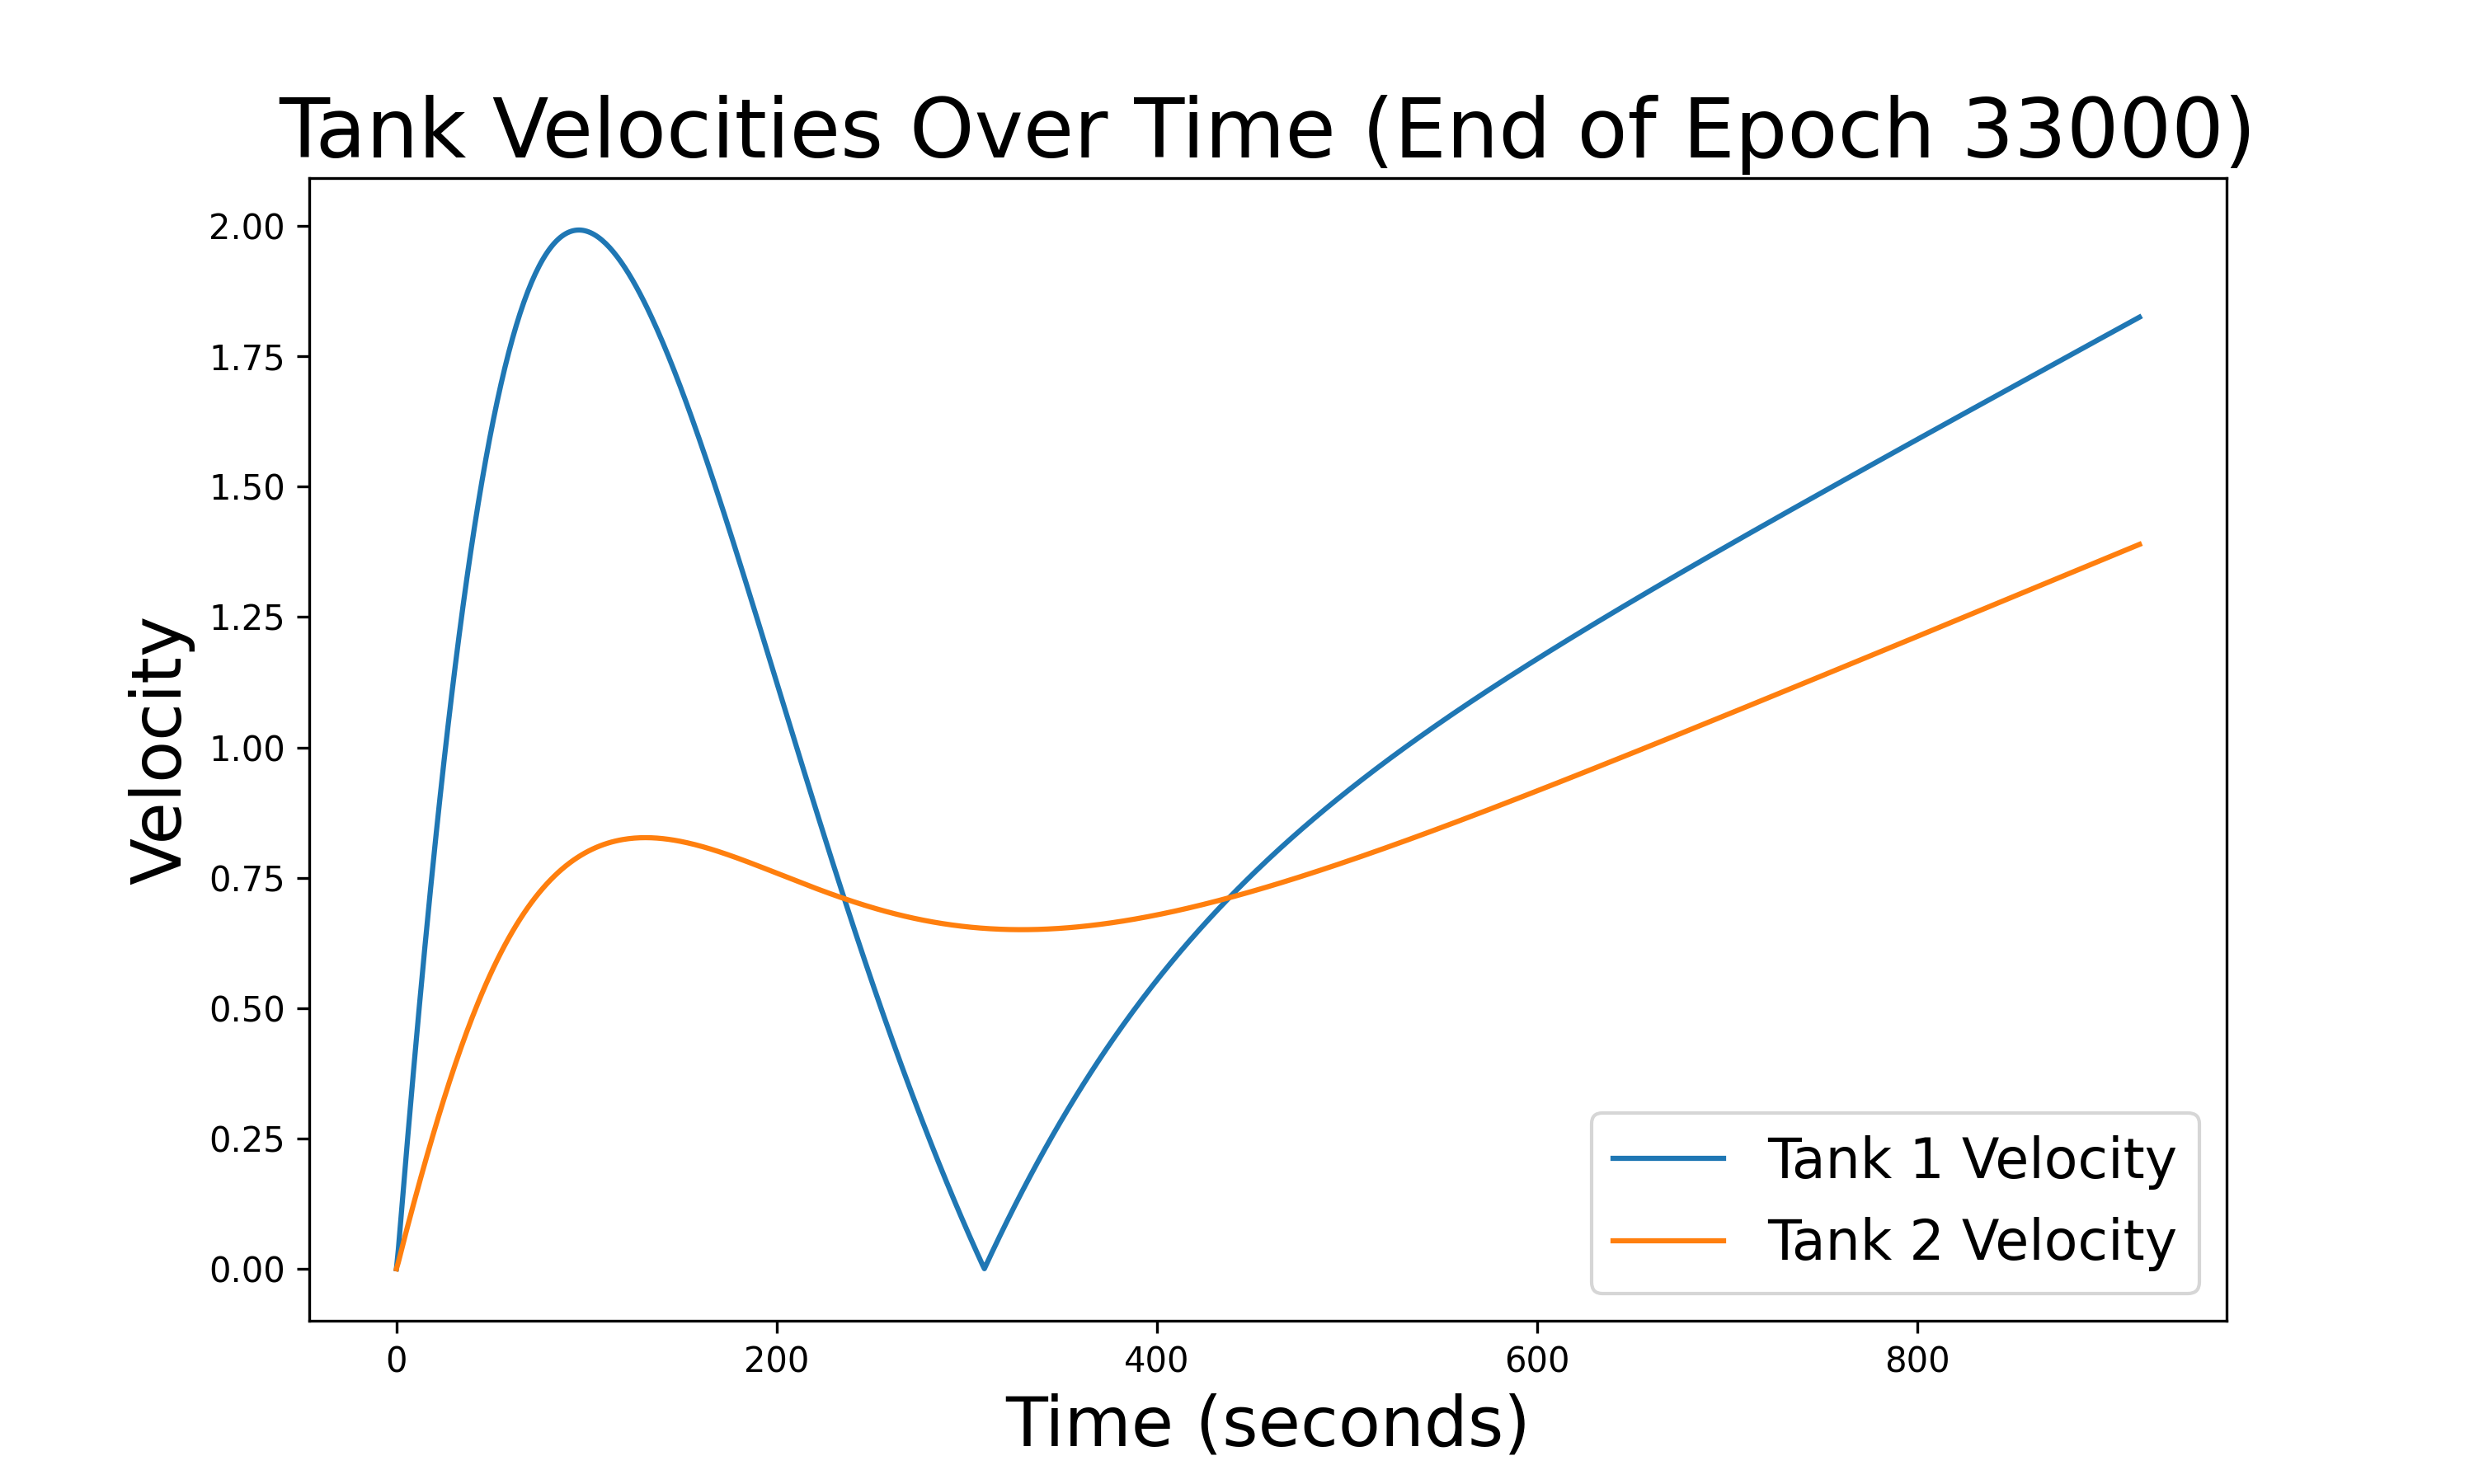 Tank Velocities Over Time (End of Epoch 33000)
2.00
1.75
1.50
1.25
1.00
0.75
0.50
0.25
0.00
Velocity
Tank 1 Velocity
Tank 2 Velocity
0 200 400 600 800
Time (seconds)